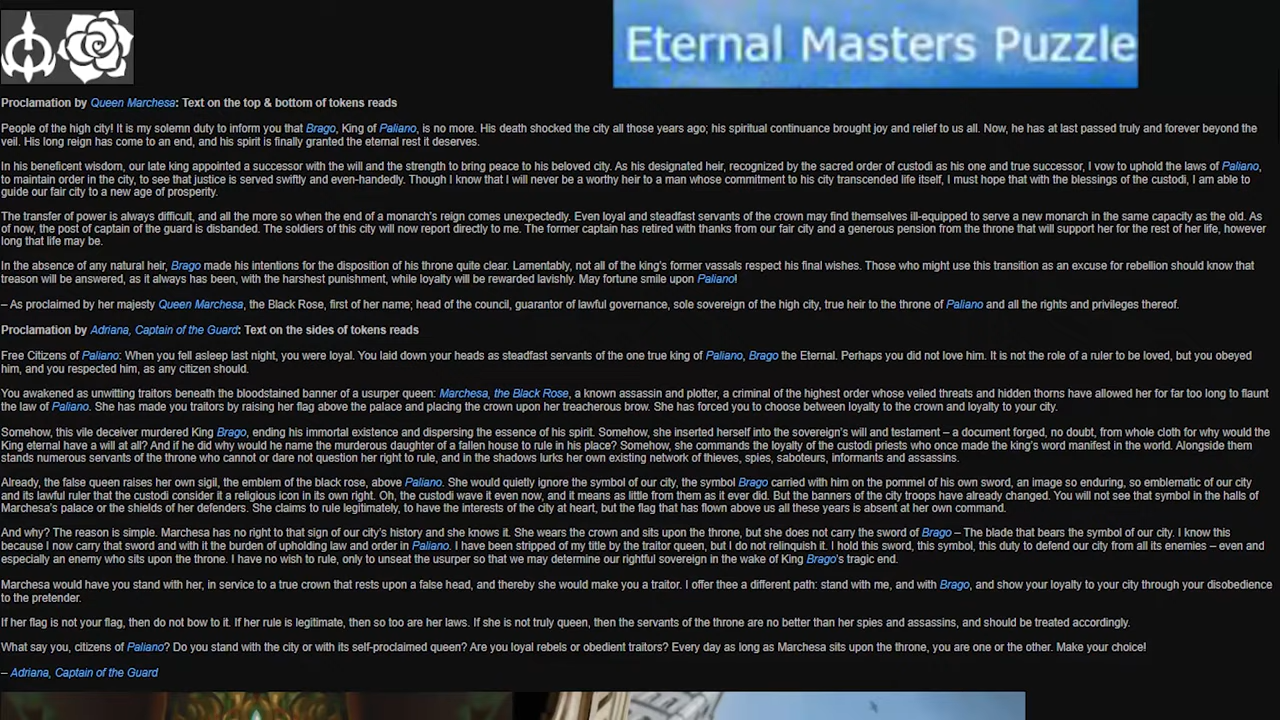 Eternal Masters Puzzle
Proclamation by Queen Marchesa: Text on the top & bottom of tokens reads
People of the high city! It is my solemn duty to inform you that Brago, King of Paliano, is no more. His death shocked the city all those years ago; his spiritual continuance brought joy and relief to us all. Now, he has at last passed truly and forever beyond the
veil. His long reign has come to an end, and his spirit is finally granted the eternal rest it deserves.
In his beneficent wisdom, our late king appointed a successor with the will and the strength to bring peace to his beloved city. As his designated heir, recognized by the sacred order of custodi as his one and true successor, I vow to uphold the laws of Paliano,
to maintain order in the city, to see that justice is served swiftly and even-handedly. Though I know that I will never be a worthy heir to a man whose commitment to his city transcended life itself, I must hope that with the blessings of the custodi, I am able to
guide our fair city to a new age of prosperity.
The transfer of power is always difficult, and all the more so when the end of a monarch's reign comes unexpectedly. Even loyal and steadfast servants of the crown may find themselves ill-equipped to serve a new monarch in the same capacity as the old. As
of now, the post of captain of the guard is disbanded. The soldiers of this city will now report directly to me. The former captain has retired with thanks from our fair city and a generous pension from the throne that will support her for the rest of her life, however
long that life may be.
In the absence of any natural heir, Brago made his intentions for the disposition of his throne quite clear. Lamentably, not all of the king's former vassals respect his final wishes. Those who might use this transition as an excuse for rebellion should know that
treason will be answered, as it always has been, with the harshest punishment, while loyalty will be rewarded lavishly. May fortune smile upon Paliano!
– As proclaimed by her majesty Queen Marchesa, the Black Rose, first of her name; head of the council, guarantor of lawful governance, sole sovereign of the high city, true heir to the throne of Paliano and all the rights and privileges thereof.
Proclamation by Adriana, Captain of the Guard: Text on the sides of tokens reads
Free Citizens of Paliano: When you fell asleep last night, you were loyal. You laid down your heads as steadfast servants of the one true king of Paliano, Brago the Eternal. Perhaps you did not love him. It is not the role of a ruler to be loved, but you obeyed
him, and you respected him, as any citizen should.
You awakened as unwitting traitors beneath the bloodstained banner of a usurper queen: Marchesa, the Black Rose, a known assassin and plotter, a criminal of the highest order whose veiled threats and hidden thorns have allowed her for far too long to flaunt
the law of Paliano. She has made you traitors by raising her flag above the palace and placing the crown upon her treacherous brow. She has forced you to choose between loyalty to the crown and loyalty to your city.
Somehow, this vile deceiver murdered King Brago, ending his immortal existence and dispersing the essence of his spirit. Somehow, she inserted herself into the sovereign's will and testament – a document forged, no doubt, from whole cloth for why would the
King eternal have a will at all? And if he did why would he name the murderous daughter of a fallen house to rule in his place? Somehow, she commands the loyalty of the custodi priests who once made the king's word manifest in the world. Alongside them
stands numerous servants of the throne who cannot or dare not question her right to rule, and in the shadows lurks her own existing network of thieves, spies, saboteurs, informants and assassins.
Already, the false queen raises her own sigil, the emblem of the black rose, above Paliano. She would quietly ignore the symbol of our city, the symbol Brago carried with him on the pommel of his own sword, an image so enduring, so emblematic of our city
and its lawful ruler that the custodi consider it a religious icon in its own right. Oh, the custodi wave it even now, and it means as little from them as it ever did. But the banners of the city troops have already changed. You will not see that symbol in the halls of
Marchesa's palace or the shields of her defenders. She claims to rule legitimately, to have the interests of the city at heart, but the flag that has flown above us all these years is absent at her own command.
And why? The reason is simple. Marchesa has no right to that sign of our city's history and she knows it. She wears the crown and sits upon the throne, but she does not carry the sword of Brago – The blade that bears the symbol of our city. I know this
because I now carry that sword and with it the burden of upholding law and order in Paliano. I have been stripped of my title by the traitor queen, but I do not relinquish it. I hold this sword, this symbol, this duty to defend our city from all its enemies – even and
especially an enemy who sits upon the throne. I have no wish to rule, only to unseat the usurper so that we may determine our rightful sovereign in the wake of King Brago's tragic end.
Marchesa would have you stand with her, in service to a true crown that rests upon a false head, and thereby she would make you a traitor. I offer thee a different path: stand with me, and with Brago, and show your loyalty to your city through your disobedience
to the pretender.
If her flag is not your flag, then do not bow to it. If her rule is legitimate, then so too are her laws. If she is not truly queen, then the servants of the throne are no better than her spies and assassins, and should be treated accordingly.
What say you, citizens of Paliano? Do you stand with the city or with its self-proclaimed queen? Are you loyal rebels or obedient traitors? Every day as long as Marchesa sits upon the throne, you are one or the other. Make your choice!
– Adriana, Captain of the Guard